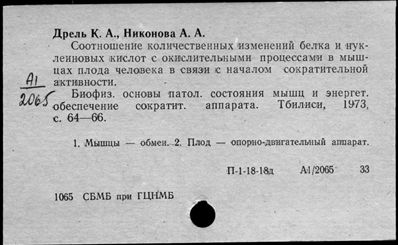 Дрель К. А., Никонова А. А.
Соотношение количественных изменений белка и нук-
леиновых кислот с окислительными процессами в мыш-
цах плода человека в связи с началом сократительной
активности.
А1
2065
Биофиз. основы патол. состояния мышц и энергет.
обеспечение сократит. аппарата. Тбилиси, 1973,
с. 64—66.
1. Мышцы — обмен. 2. Плод — опорно-двигательный аппарат.
П-1-18-18д А1/2065 33
1065 СБМБ при ГЦНМБ